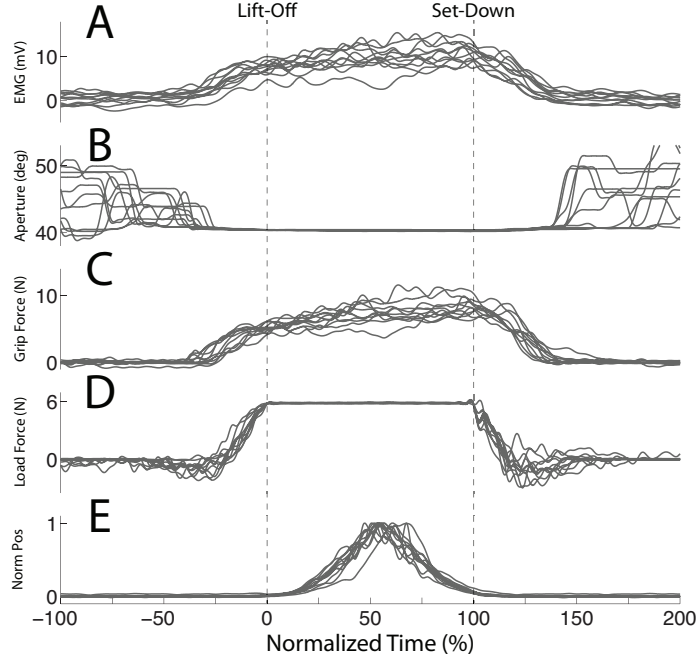 Lift-Off Set-Down
A
EMG (mV)
10
0
B
Aperture (deg)
50
40
C
Grip Force (N)
10
0
D
Load Force (N)
6
0
E
Norm Pos
1
0
−100 −50 0 50 100 150 200
Normalized Time (%)